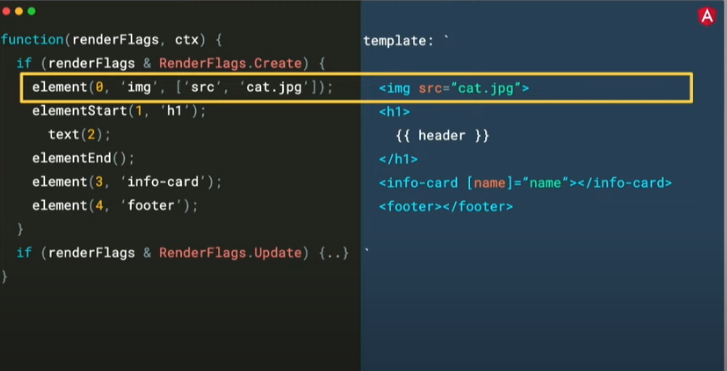 function(renderFlags, ctx) {
if (renderFlags & RenderFlags.Create) {
element(0, ‘img’, [‘src’, ‘cat.jpg’]);
elementStart(1, ‘h1’);
text(2);
elementEnd();
element(3, ‘info-card’);
element(4, ‘footer’);
}
if (renderFlags & RenderFlags.Update) {..}
}
template: `
<img src=”cat.jpg”>
<h1>
{{ header }}
</h1>
<info-card [name]=”name”></info-card>
<footer></footer>
`
A